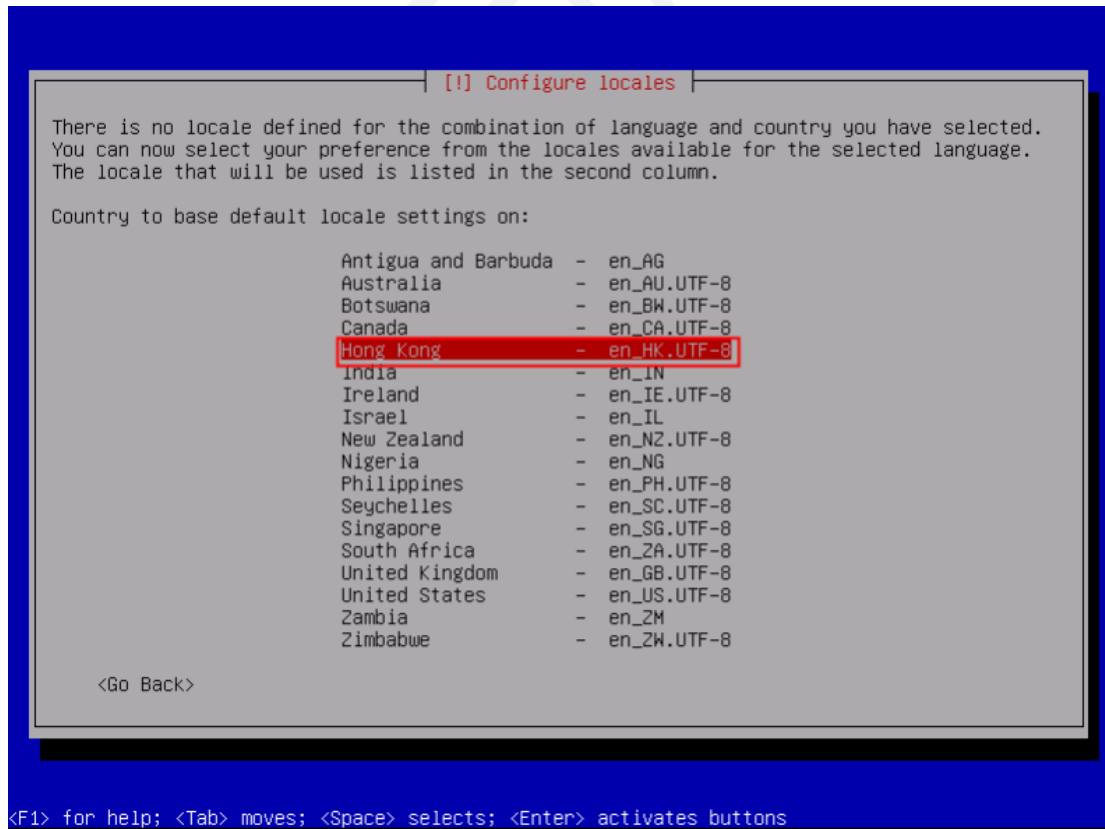 [!] Configure locales
There is no locale defined for the combination of language and country you have selected.
You can now select your preference from the locales available for the selected language.
The locale that will be used is listed in the second column.
Country to base default locale settings on:
Antigua and Barbuda - en_AG
Australia - en_AU.UTF-8
Botswana - en_BW.UTF-8
Canada - en_CA.UTF-8
Hong Kong - en_HK.UTF-8
India - en_IN
Ireland - en_IE.UTF-8
Israel - en_IL
New Zealand - en_NZ.UTF-8
Nigeria - en_NG
Philippines - en_PH.UTF-8
Seychelles - en_SC.UTF-8
Singapore - en_SG.UTF-8
South Africa - en_ZA.UTF-8
United Kingdom - en_GB.UTF-8
United States - en_US.UTF-8
Zambia - en_ZM
Zimbabwe - en_ZW.UTF-8
<Go Back>
<F1> for help; <Tab> moves; <Space> selects; <Enter> activates buttons